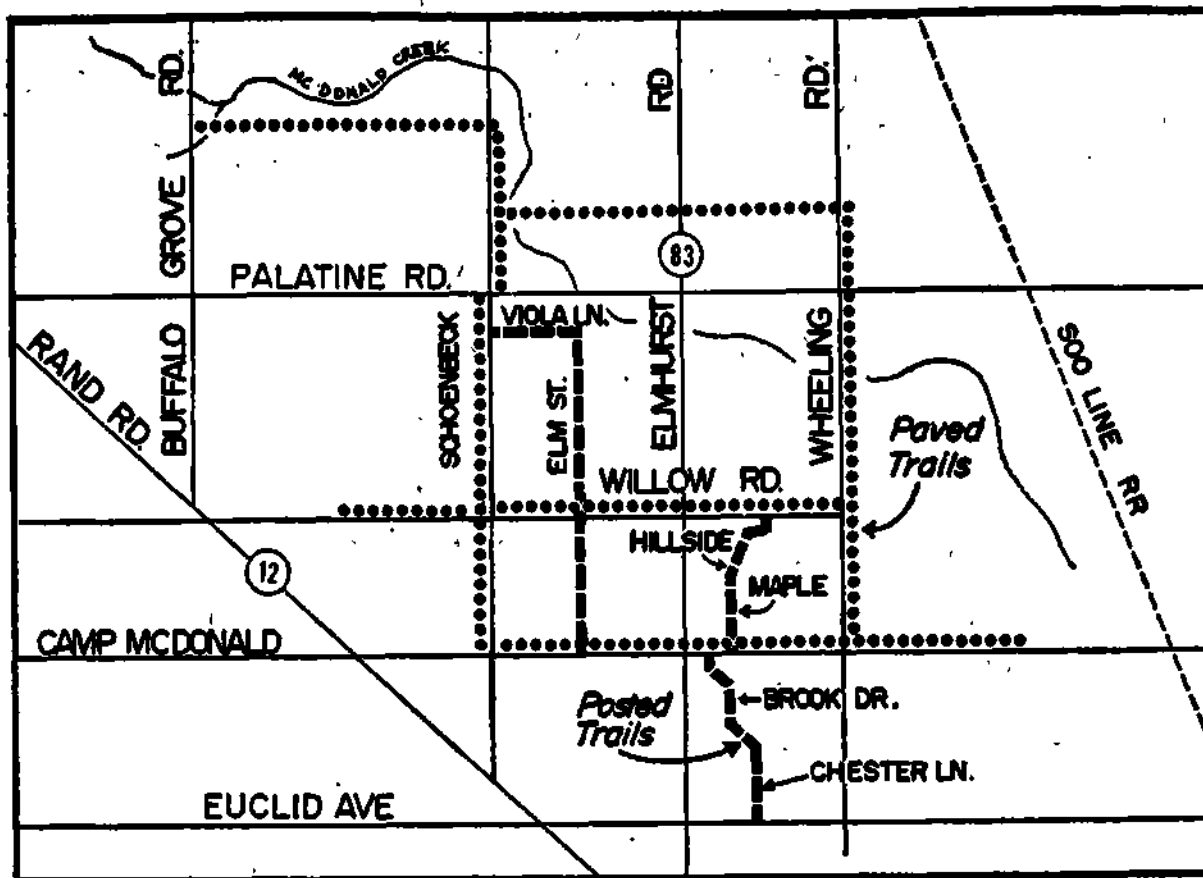 MC DONALD CREEK
BUFFALO GROVE RD.
RD
RD.
83
PALATINE RD.
VIOLA LN.
SCHOENBECK
ELM ST.
ELMHURST
WHEELING
SOO LINE RR
RAND RD.
Paved
Trails
WILLOW RD.
HILLSIDE
MAPLE
12
CAMP MCDONALD
Posted
Trails
BROOK DR.
CHESTER LN.
EUCLID AVE